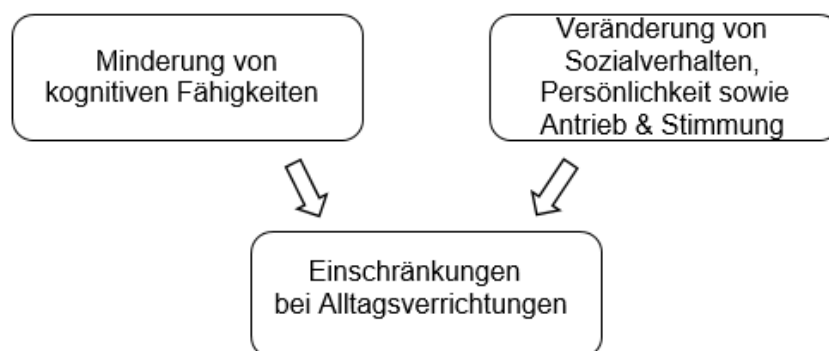 Minderung von
kognitiven Fähigkeiten
Veränderung von
Sozialverhalten,
Persönlichkeit sowie
Antrieb & Stimmung
Einschränkungen
bei Alltagsverrichtungen